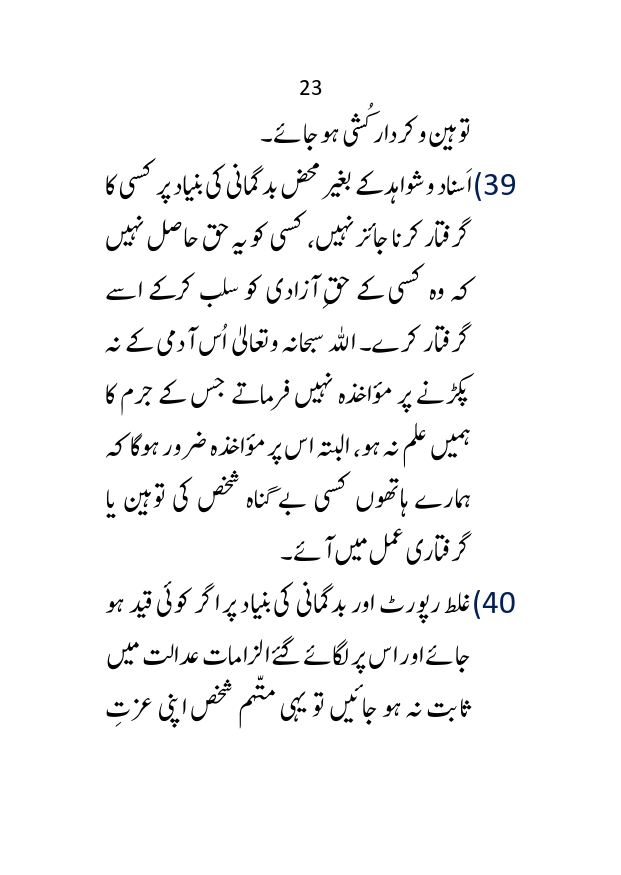 23
توہین و کردار کُشی ہو جائے۔
39) اَسناد و شواہد کے بغیر محض بدگمانی کی بنیاد پر کسی کا
گرفتار کرنا جائز نہیں، کسی کو یہ حق حاصل نہیں
کہ وہ کسی کے حقِ آزادی کو سلب کرکے اسے
گرفتار کرے۔ اللہ سبحانہ وتعالیٰ اُس آدمی کے نہ
پکڑنے پر مؤاخذہ نہیں فرماتے جس کے جرم کا
ہمیں علم نہ ہو، البتہ اس پر مؤاخذہ ضرور ہوگا کہ
ہمارے ہاتھوں کسی بے گناہ شخص کی توہین یا
گرفتاری عمل میں آئے۔
40) غلط رپورٹ اور بدگمانی کی بنیاد پر اگر کوئی قید ہو
جائے اور اس پر لگائے گئے الزامات عدالت میں
ثابت نہ ہو جائیں تو یہی متّہم شخص اپنی عزتِ